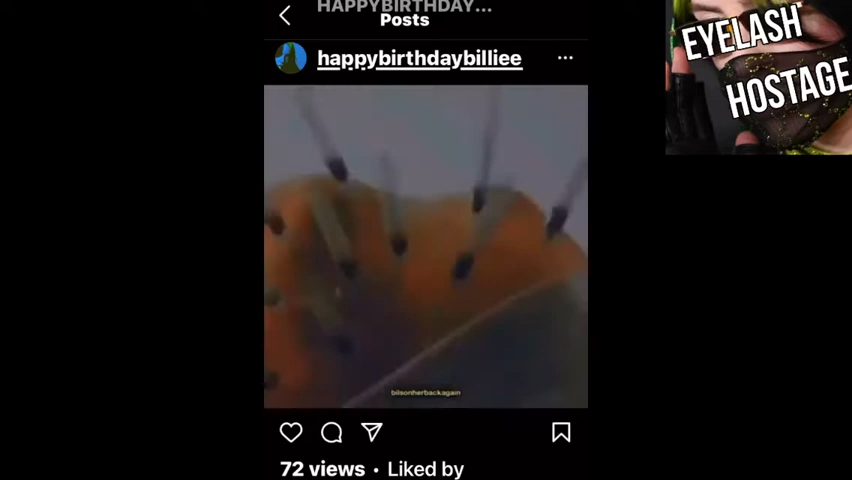 HAPPYBIRTHDAY...
Posts
happybirthdaybilliee
EYELASH
HOSTAGE
bilsonherbackagain
72 views • Liked by